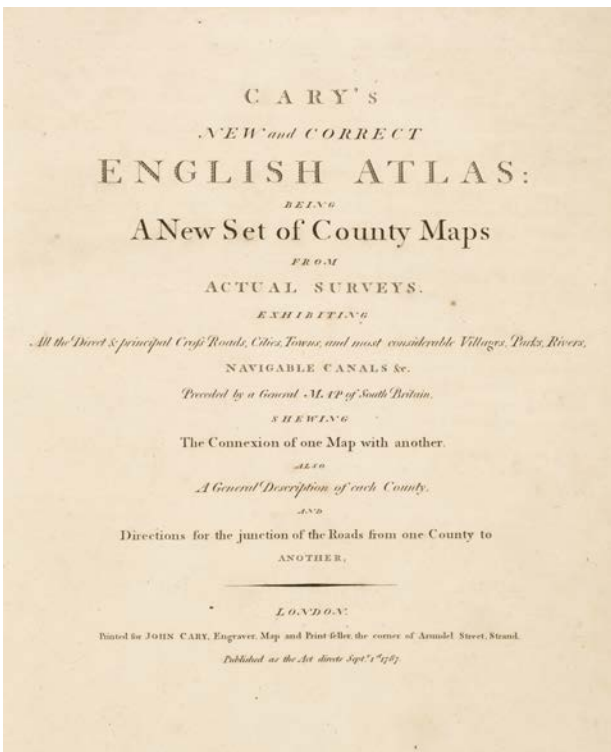 CARY's
NEW and CORRECT
ENGLISH ATLAS:
BEING
A New Set of County Maps
FROM
ACTUAL SURVEYS.
EXHIBITING
All the Direct & principal Cross Roads, Cities, Towns, and most considerable Villages, Parks, Rivers,
NAVIGABLE CANALS &c.
Preceded by a General MAP of South Britain,
SHEWING
The Connexion of one Map with another.
ALSO
A General Description of each County,
AND
Directions for the junction of the Roads from one County to
ANOTHER,
LONDON.
Printed for JOHN CARY, Engraver, Map and Print-seller, the corner of Arundel Street, Strand,
Published as the Act directs Sept.r 1st 1787.